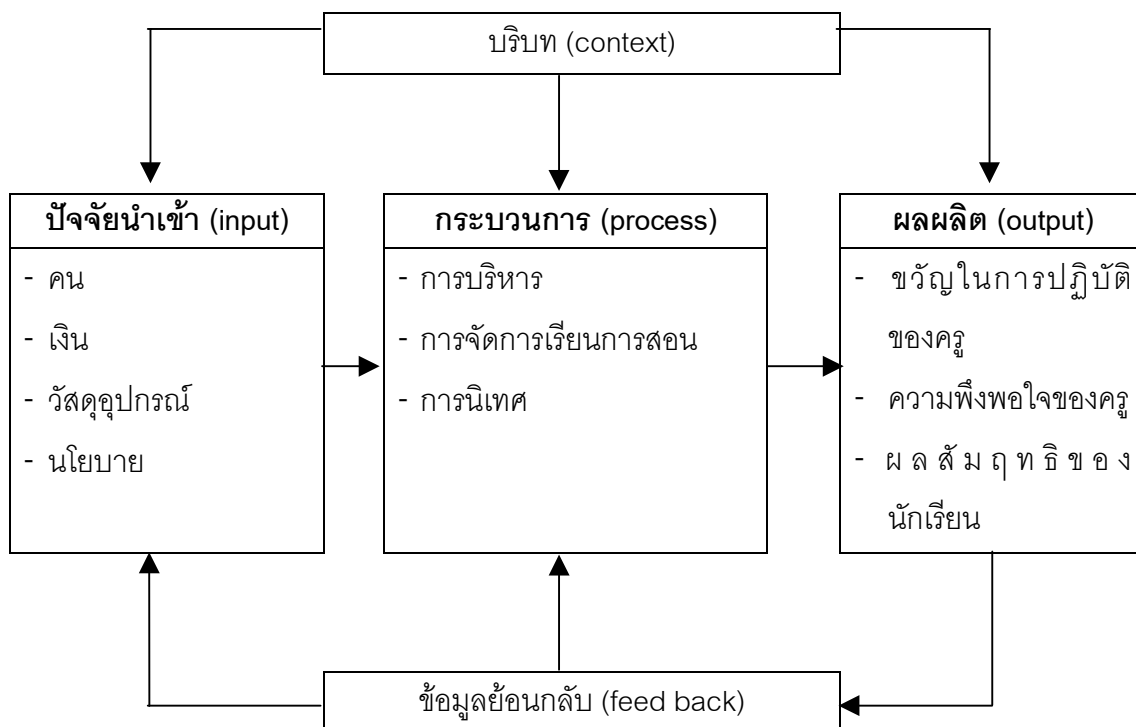 บริบท (context)
ปัจจัยนำเข้า (input)
- คน
- เงิน
- วัสดุอุปกรณ์
- นโยบาย
กระบวนการ (process)
- การบริหาร
- การจัดการเรียนการสอน
- การนิเทศ
ผลผลิต (output)
- ขวัญในการปฏิบัติ
ของครู
- ความพึงพอใจของครู
- ผลสัมฤทธิของ
นักเรียน
ข้อมูลย้อนกลับ (feed back)